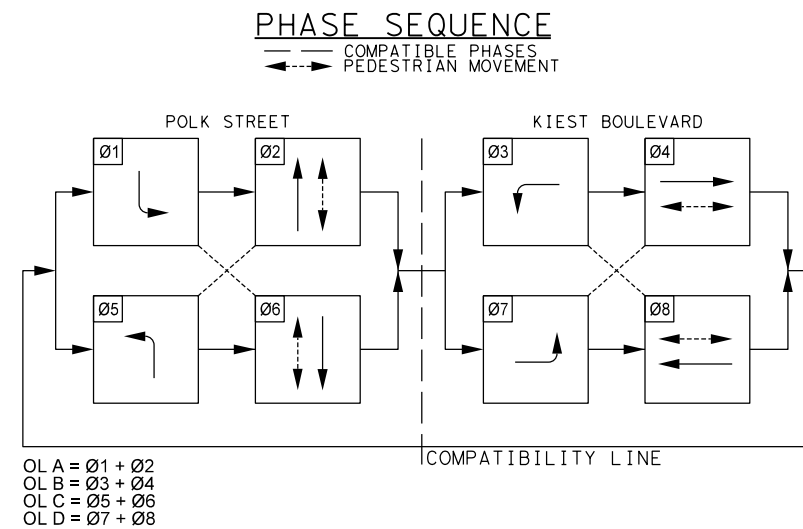 PHASE SEQUENCE
COMPATIBLE PHASES
PEDESTRIAN MOVEMENT
POLK STREET
KIEST BOULEVARD
Ø1
Ø2
Ø3
Ø4
Ø5
Ø6
Ø7
Ø8
COMPATIBILITY LINE
OL A = Ø1 + Ø2
OL B = Ø3 + Ø4
OL C = Ø5 + Ø6
OL D = Ø7 + Ø8